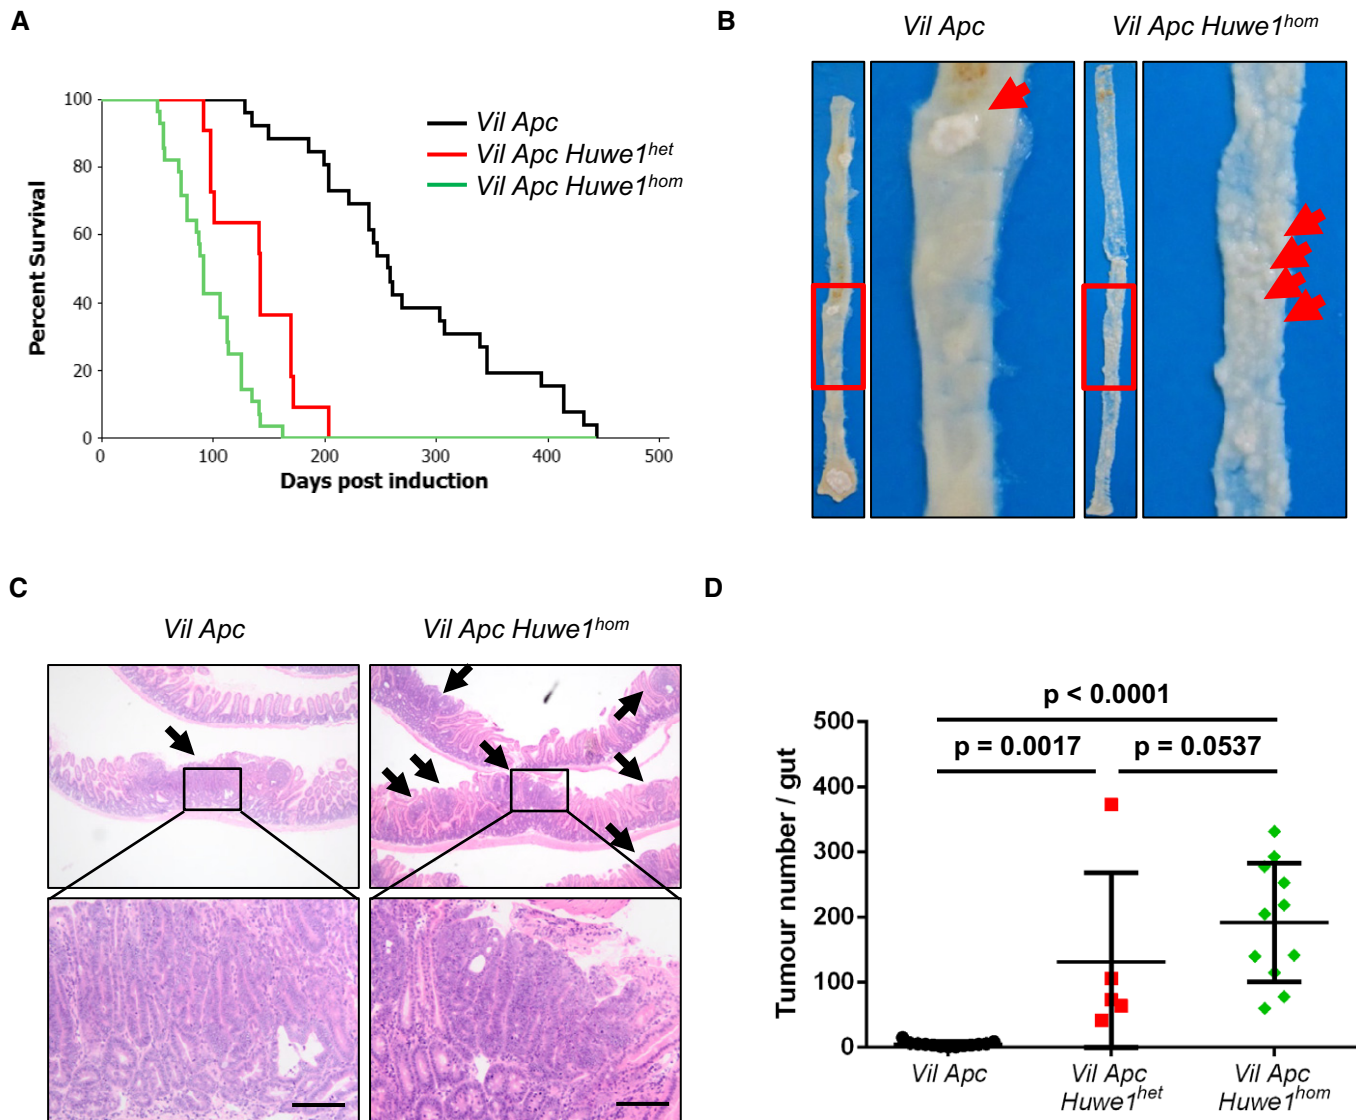 A
Percent Survival
100
80
60
40
20
0
0 100 200 300 400 500
Days post induction
Vil Apc
Vil Apc Huwe1het
Vil Apc Huwe1hom
B
Vil Apc Vil Apc Huwe1hom
C
Vil Apc Vil Apc Huwe1hom
D
p < 0.0001
p = 0.0017 p = 0.0537
Tumour number / gut
500
400
300
200
100
0
Vil Apc Vil Apc Vil Apc
Huwe1het Huwe1hom